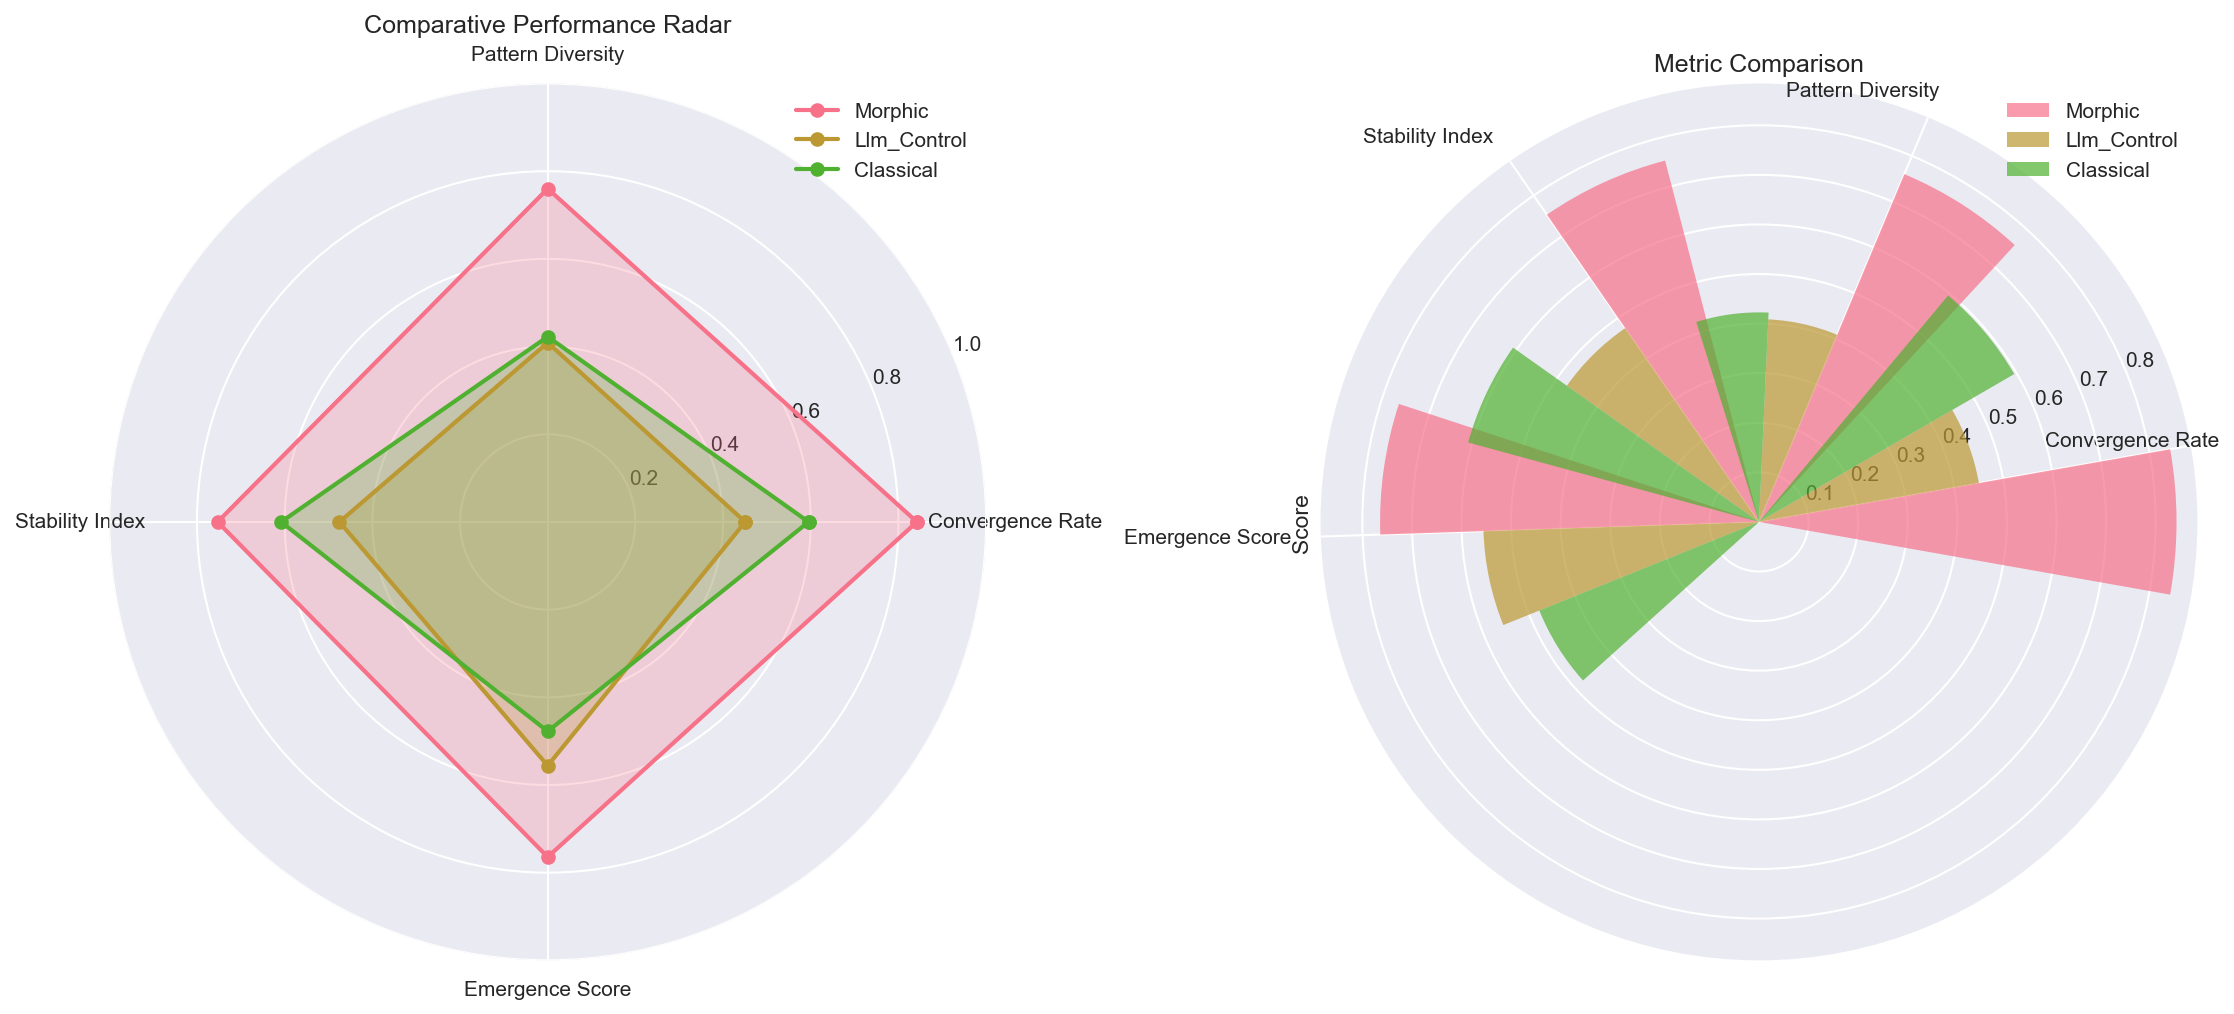 Comparative Performance Radar
Pattern Diversity
Morphic
Llm_Control
Classical
1.0
0.8
0.6
0.4
0.2
Stability Index
Convergence Rate
Emergence Score
Metric Comparison
Pattern Diversity
Morphic
Llm_Control
Classical
Stability Index
0.8
0.7
0.6
0.5
0.4
0.3
0.2
0.1
Convergence Rate
Emergence Score
Score